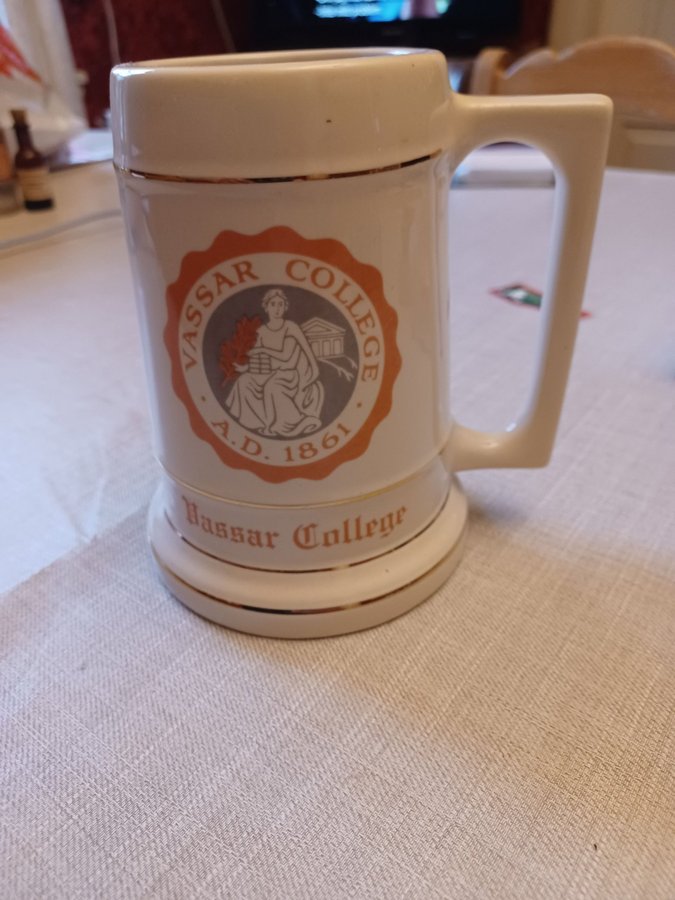 VASSAR COLLEGE
· A.D. 1861 ·
Vassar College